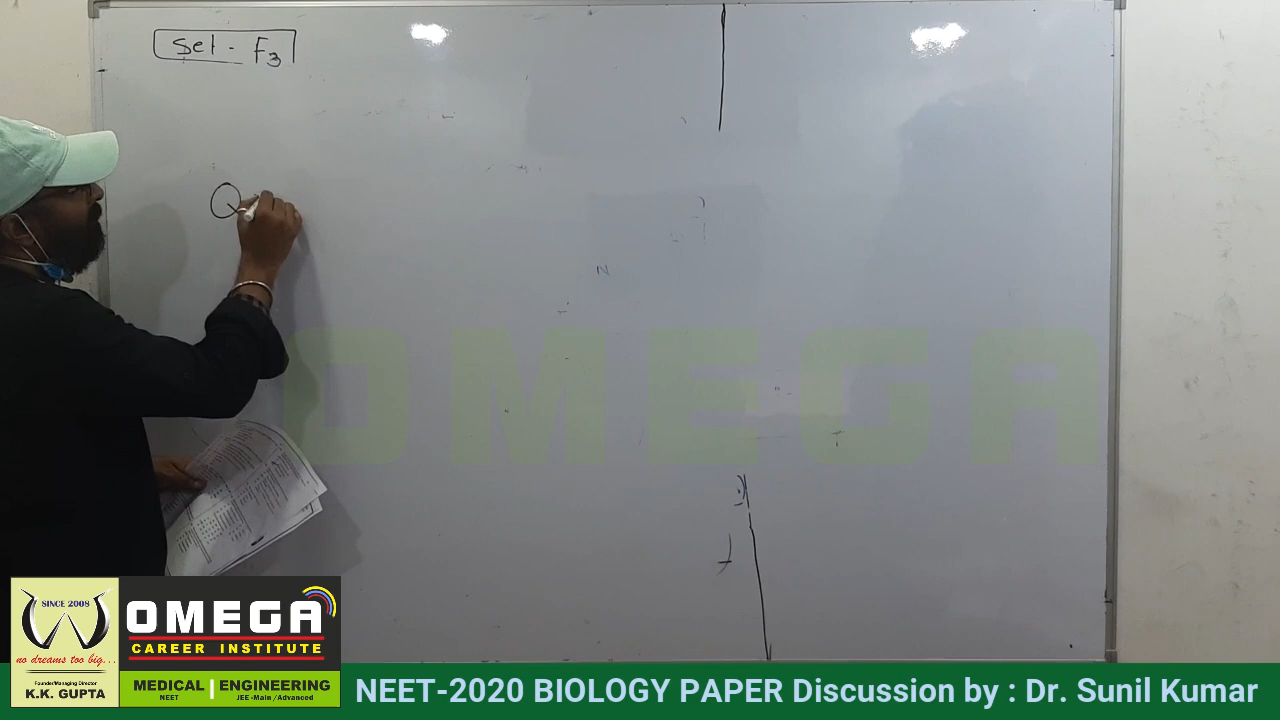 Set - F3
Q
N
OMEGA
SINCE 2008
no dreams too big...
Founder/Managing Director
K.K. GUPTA
OMEGA
CAREER INSTITUTE
MEDICAL | ENGINEERING
NEET JEE-Main /Advanced
NEET-2020 BIOLOGY PAPER Discussion by : Dr. Sunil Kumar